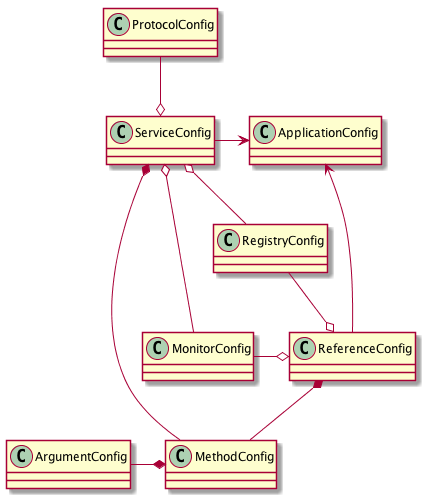 C ProtocolConfig
C ServiceConfig
C ApplicationConfig
C RegistryConfig
C MonitorConfig
C ReferenceConfig
C ArgumentConfig
C MethodConfig